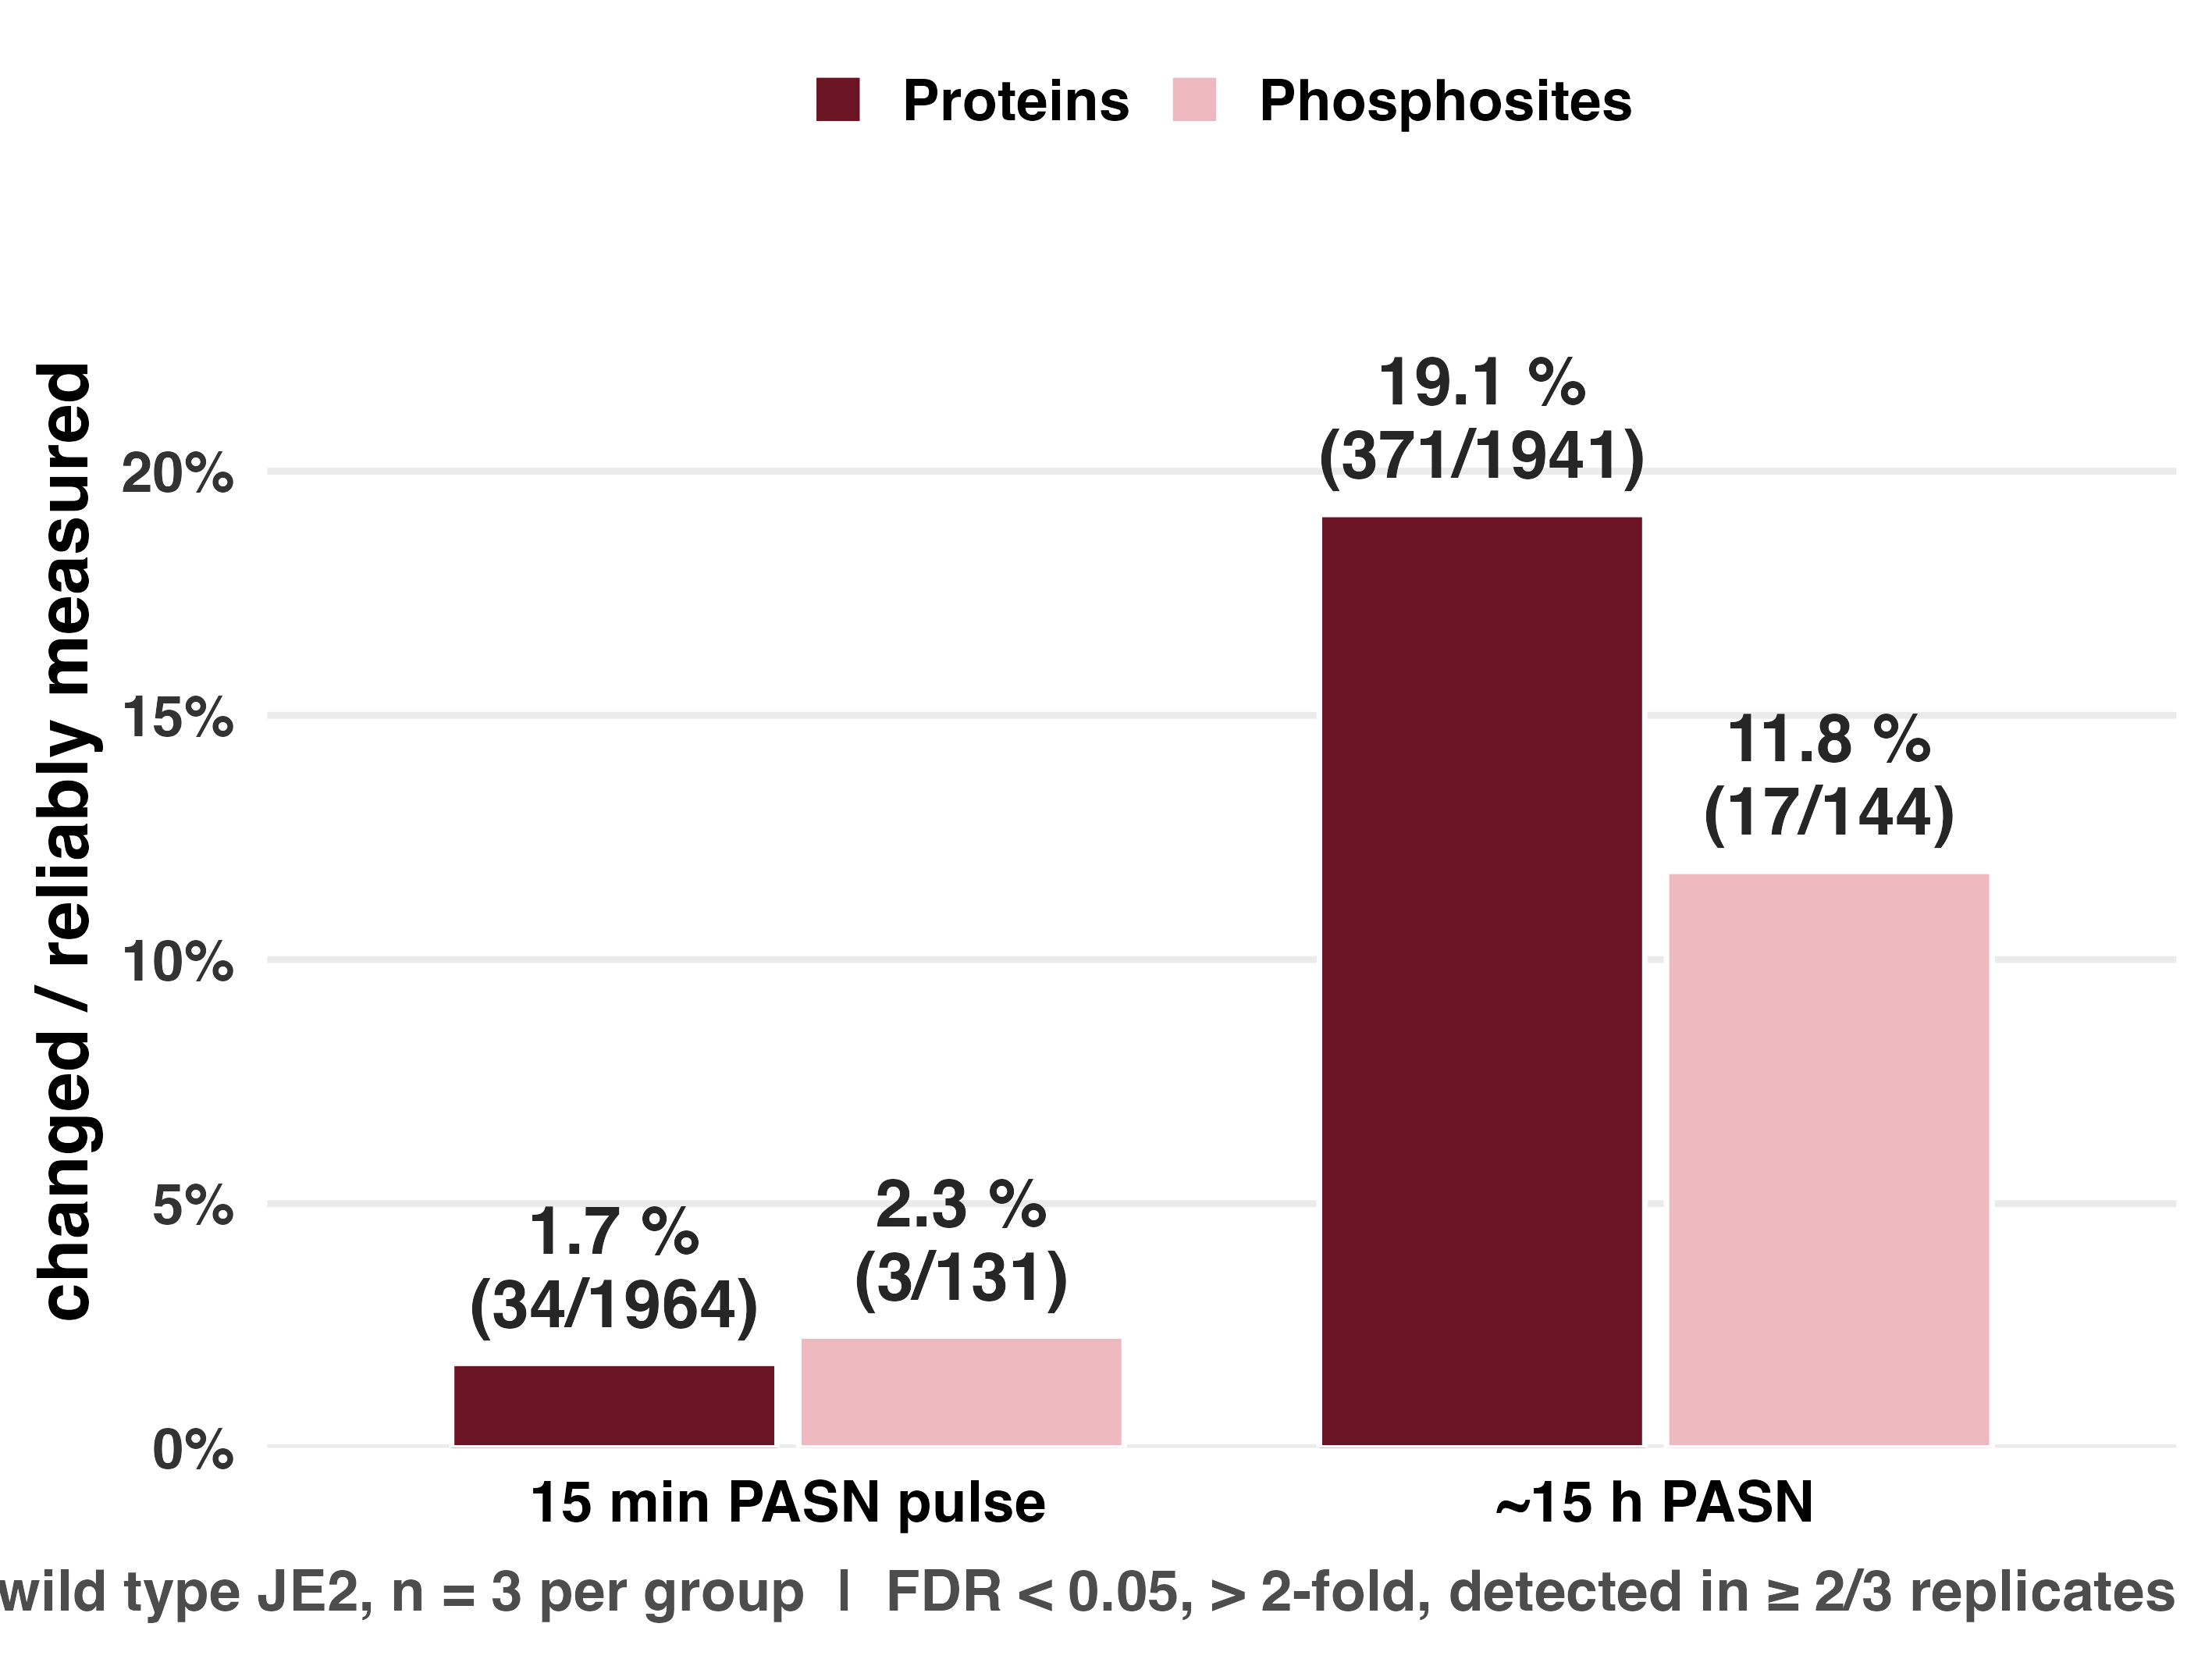 Proteins Phosphosites
changed / reliably measured
20%
15%
10%
5%
0%
1.7 %
(34/1964)
2.3 %
(3/131)
19.1 %
(371/1941)
11.8 %
(17/144)
15 min PASN pulse
~15 h PASN
wild type JE2, n = 3 per group | FDR < 0.05, > 2-fold, detected in ≥ 2/3 replicates